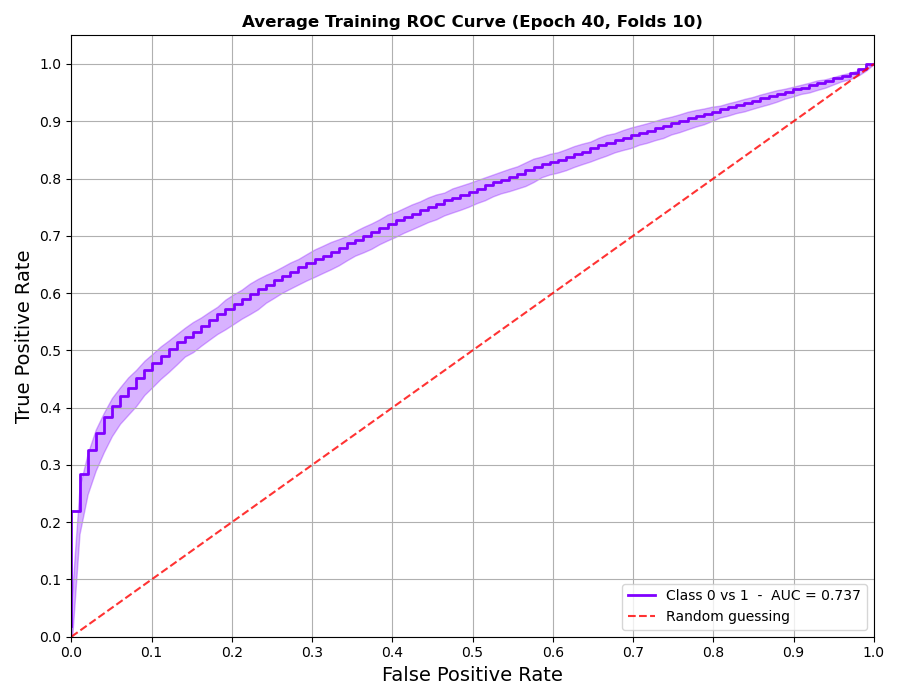 Average Training ROC Curve (Epoch 40, Folds 10)
True Positive Rate
1.0
0.9
0.8
0.7
0.6
0.5
0.4
0.3
0.2
0.1
0.0
Class 0 vs 1 - AUC = 0.737
Random guessing
0.0 0.1 0.2 0.3 0.4 0.5 0.6 0.7 0.8 0.9 1.0
False Positive Rate